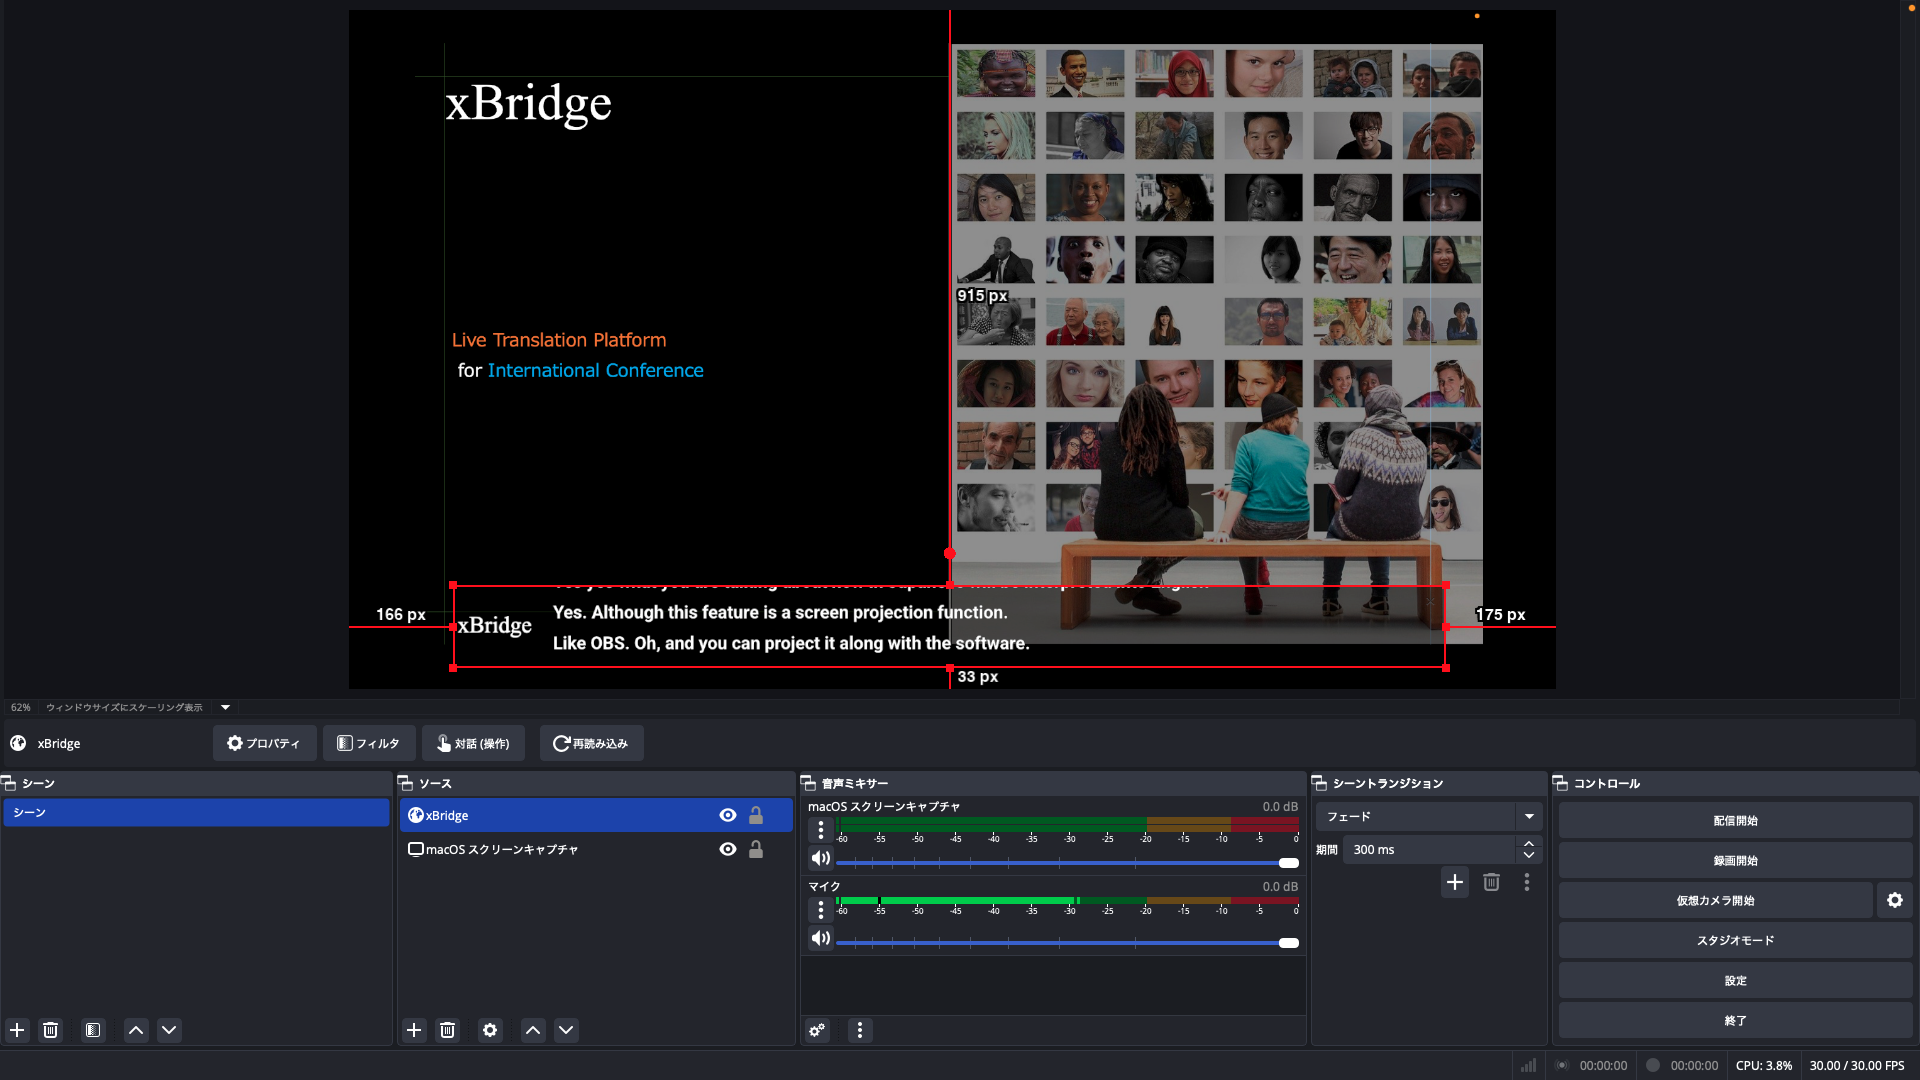 xBridge
915 px
Live Translation Platform
for International Conference
Yes. Although this feature is a screen projection function.
166 px
175 px
xBridge
Like OBS. Oh, and you can project it along with the software.
33 px
62%
ウィンドウサイズにスケーリング表示
xBridge
プロパティ
フィルタ
対話 (操作)
再読み込み
シーン
シーン
ソース
xBridge
macOS スクリーンキャプチャ
音声ミキサー
macOS スクリーンキャプチャ
0.0 dB
-60 -55 -50 -45 -40 -35 -30 -25 -20 -15 -10 -5 0
マイク
0.0 dB
-60 -55 -50 -45 -40 -35 -30 -25 -20 -15 -10 -5 0
シーントランジション
フェード
期間
300 ms
コントロール
配信開始
録画開始
仮想カメラ開始
スタジオモード
設定
終了
00:00:00
00:00:00
CPU: 3.8%
30.00 / 30.00 FPS